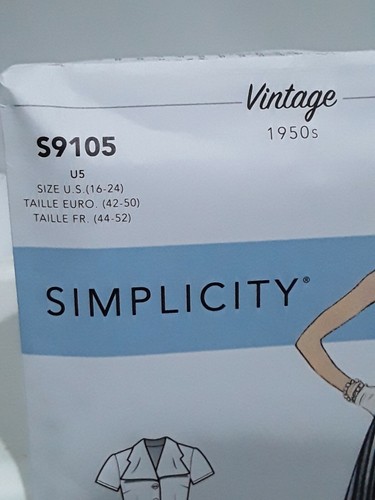 Vintage
1950s
S9105
U5
SIZE U.S.(16-24)
TAILLE EURO. (42-50)
TAILLE FR. (44-52)
SIMPLICITY®